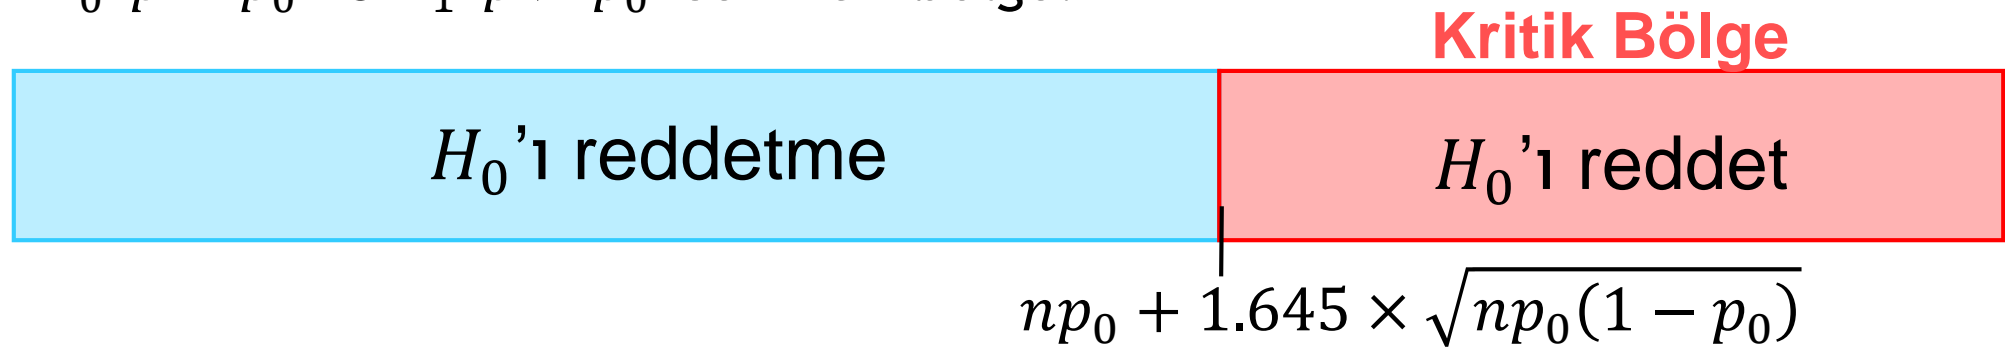 Kritik Bölge
H₀'ı reddetme
H₀'ı reddet
np₀ + 1.645 × √np₀(1 − p₀)